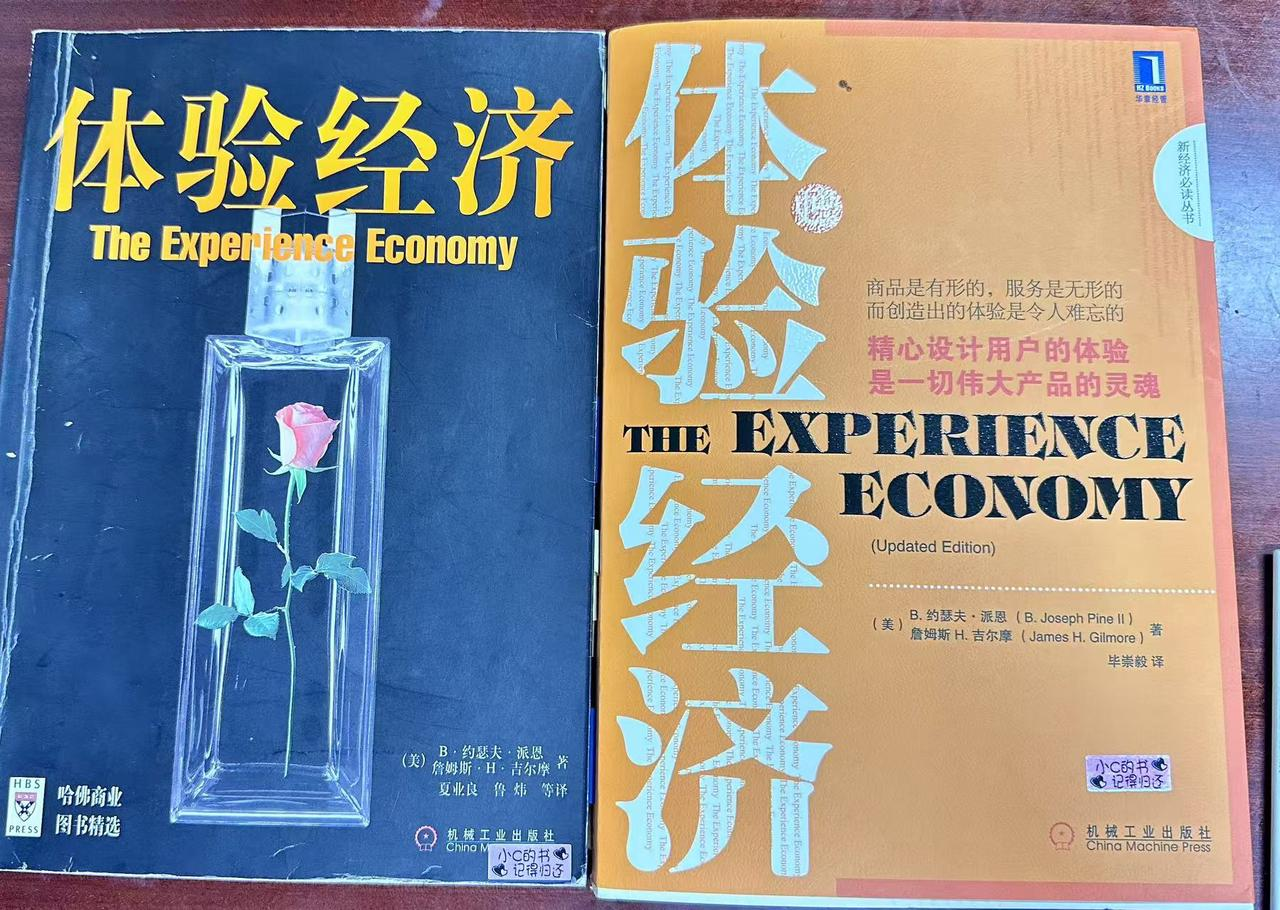 体验经济
The Experience Economy
(美) B·约瑟夫·派恩
詹姆斯·H·吉尔摩 著
夏业良 鲁炜 等译
HBS
PRESS
哈佛商业
图书精选
机械工业出版社
China Machine Press
小C的书
记得归还
体验经济
HZ Books
华章经管
新经济必读丛书
商品是有形的，服务是无形的
而创造出的体验是令人难忘的
精心设计用户的体验
是一切伟大产品的灵魂
THE EXPERIENCE
ECONOMY
(Updated Edition)
(美) B. 约瑟夫·派恩 (B. Joseph Pine II)
詹姆斯 H. 吉尔摩 (James H. Gilmore) 著
毕崇毅 译
小C的书
记得归还
机械工业出版社
China Machine Press